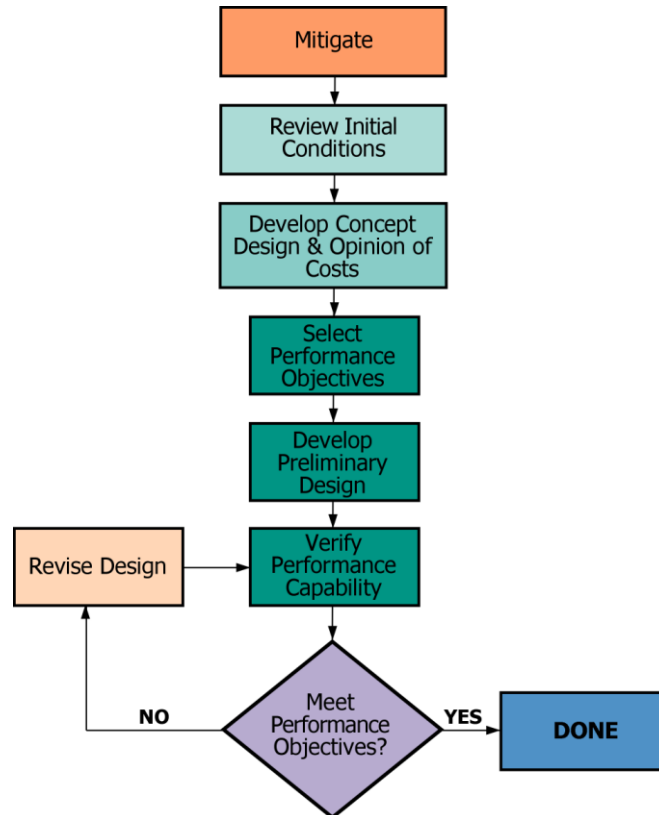 Mitigate
Review Initial
Conditions
Develop Concept
Design & Opinion of
Costs
Select
Performance
Objectives
Develop
Preliminary
Design
Revise Design
Verify
Performance
Capability
NO
Meet
Performance
Objectives?
YES
DONE